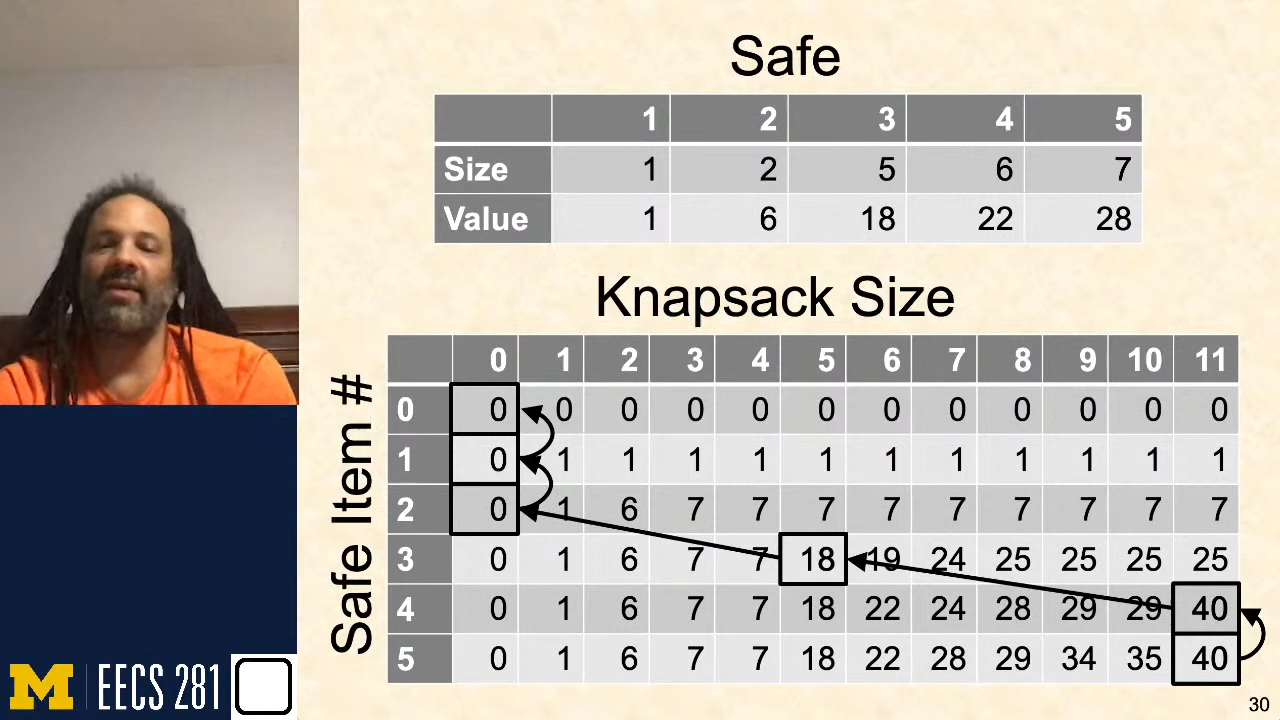 Safe
1 2 3 4 5
Size 1 2 5 6 7
Value 1 6 18 22 28
Knapsack Size
Safe Item #
0 1 2 3 4 5 6 7 8 9 10 11
0 0 0 0 0 0 0 0 0 0 0 0 0
1 0 1 1 1 1 1 1 1 1 1 1 1
2 0 1 6 7 7 7 7 7 7 7 7 7
3 0 1 6 7 7 18 19 24 25 25 25 25
4 0 1 6 7 7 18 22 24 28 29 29 40
5 0 1 6 7 7 18 22 28 29 34 35 40
M EECS 281
30